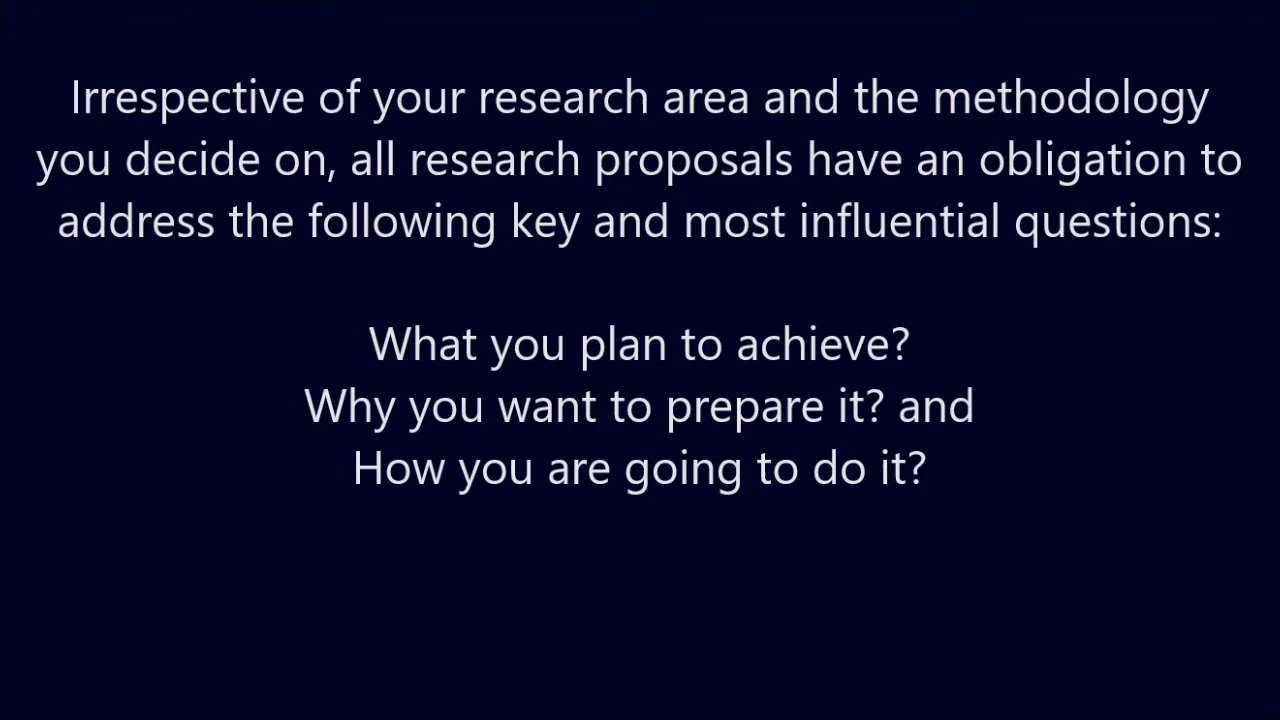 Irrespective of your research area and the methodology
you decide on, all research proposals have an obligation to
address the following key and most influential questions:
What you plan to achieve?
Why you want to prepare it? and
How you are going to do it?